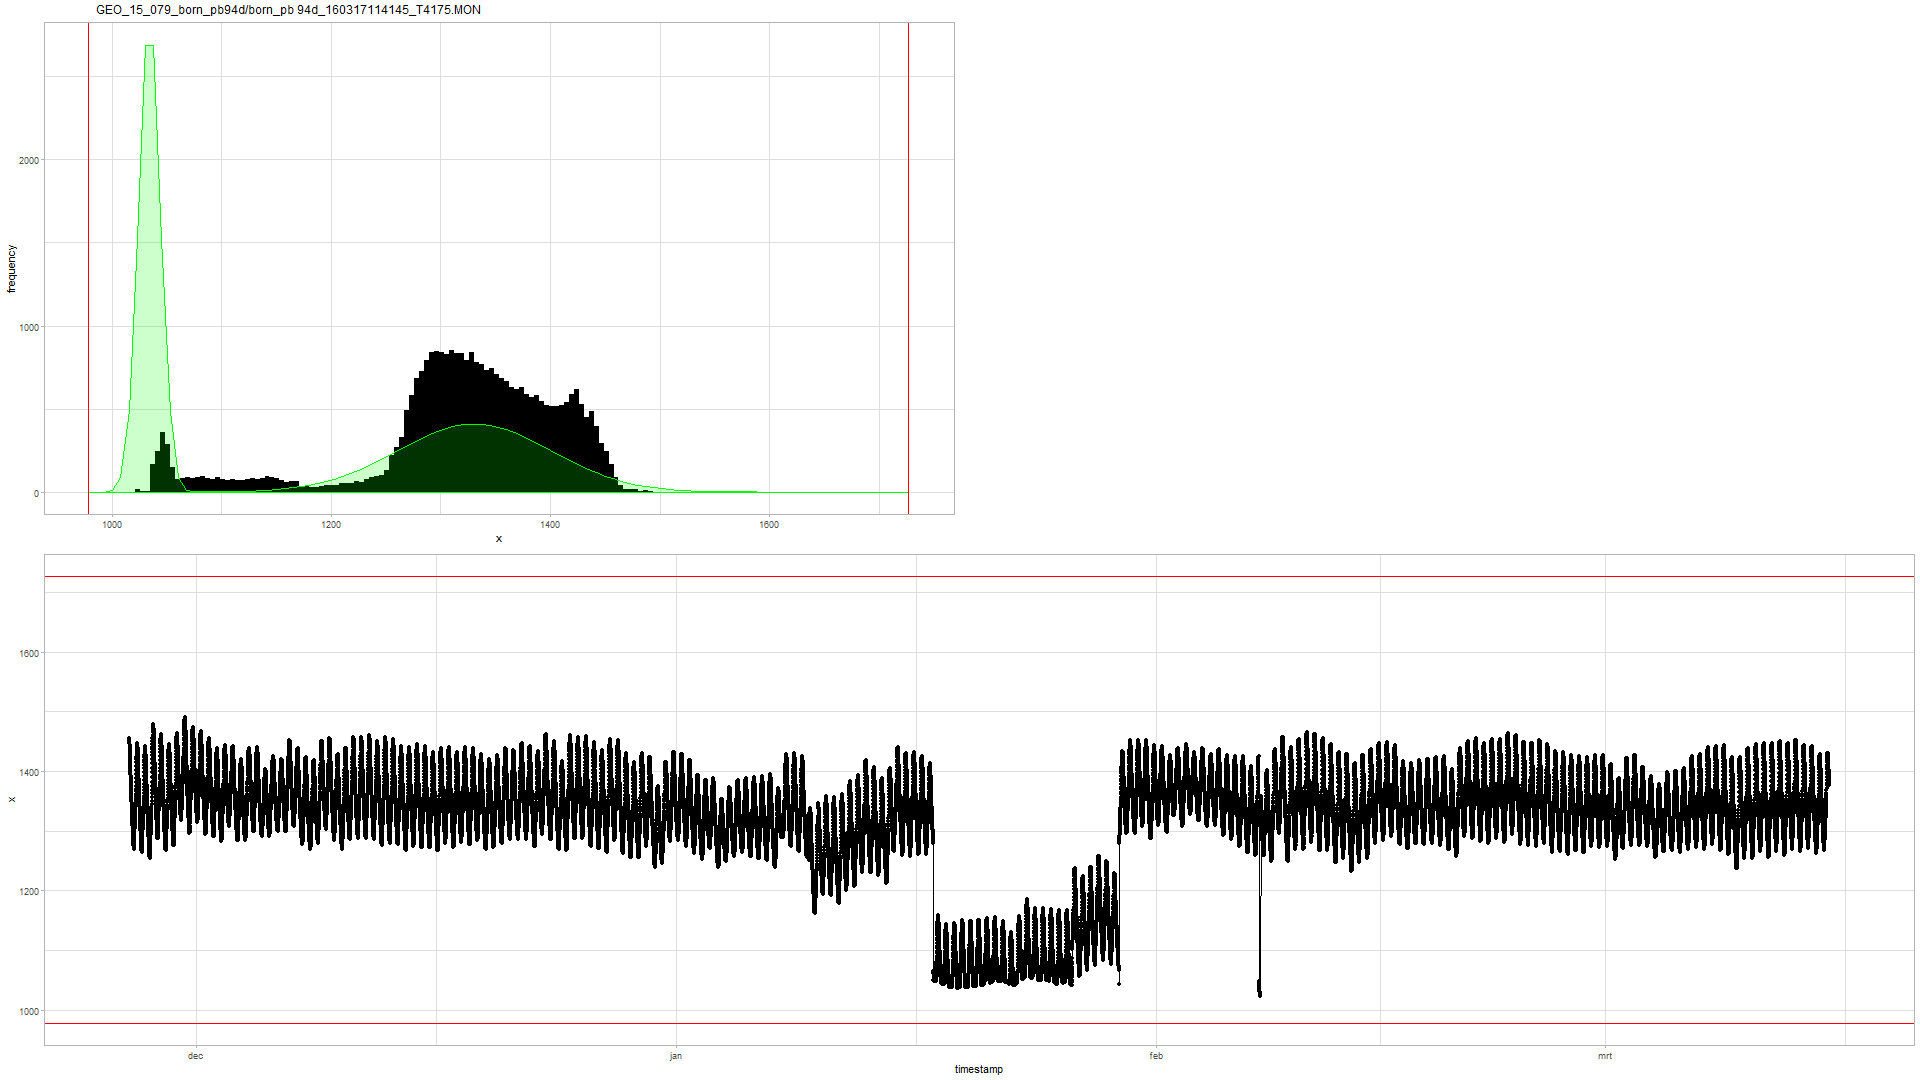 GEO_15_079_born_pb94d/born_pb 94d_160317114145_T4175.MON
frequency
2000
1000
0
1000 1200 1400 1600
x
x
1600
1400
1200
1000
dec jan feb mrt
timestamp